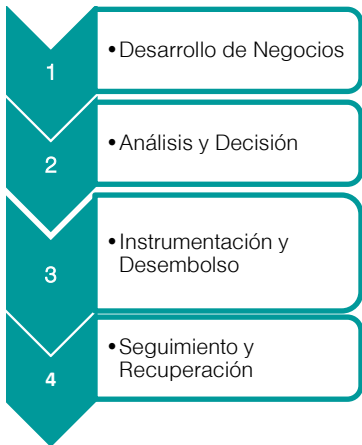 1
•Desarrollo de Negocios
2
•Análisis y Decisión
3
•Instrumentación y
Desembolso
4
•Seguimiento y
Recuperación